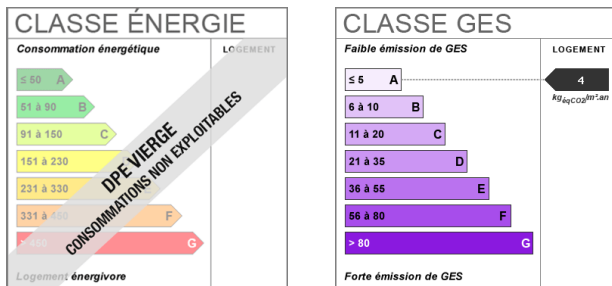 CLASSE ÉNERGIE
Consommation énergétique
LOGEMENT
≤ 50 A
51 à 90 B
91 à 150 C
151 à 230
231 à 330 E
331 à 450 F
> 450 G
DPE VIERGE
CONSOMMATIONS NON EXPLOITABLES
Logement énergivore
CLASSE GES
Faible émission de GES
LOGEMENT
≤ 5 A
4
kgéqCO2/m².an
6 à 10 B
11 à 20 C
21 à 35 D
36 à 55 E
56 à 80 F
> 80 G
Forte émission de GES